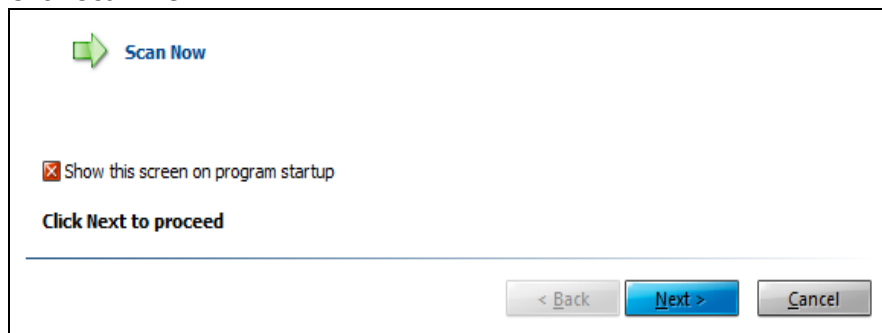 Scan Now
Show this screen on program startup
Click Next to proceed
< Back Next > Cancel